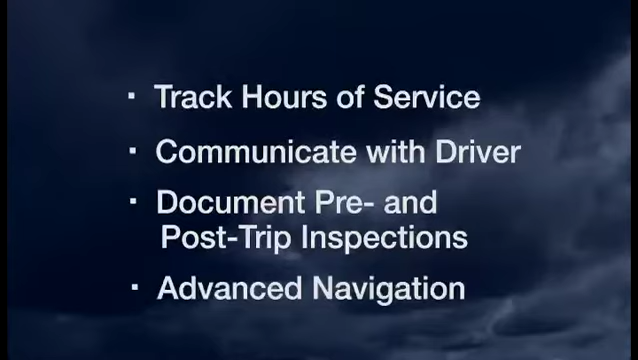 ▪ Track Hours of Service
▪ Communicate with Driver
▪ Document Pre- and
Post-Trip Inspections
▪ Advanced Navigation